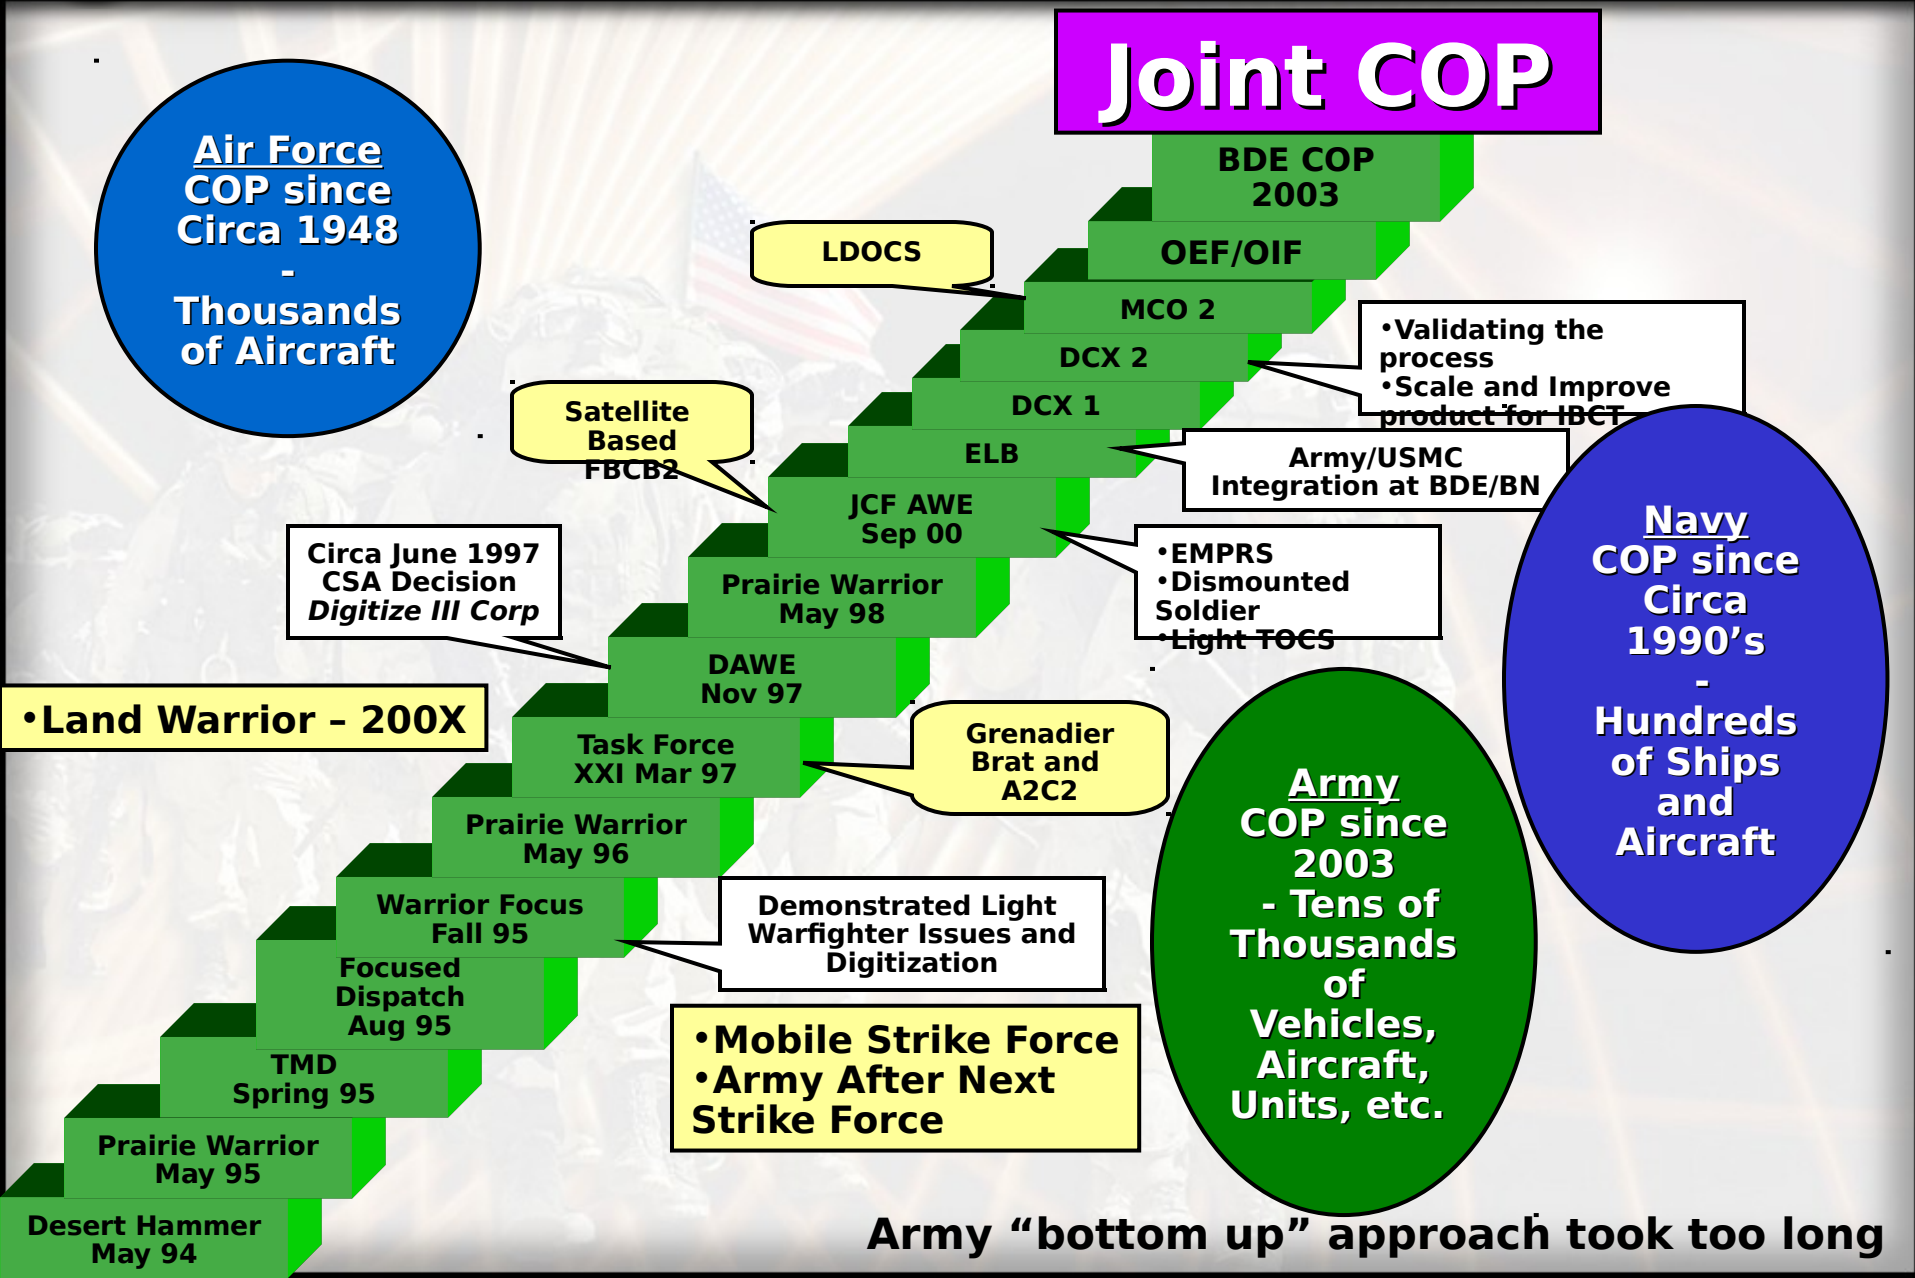 Joint COP
Air Force
COP since
Circa 1948
-
Thousands
of Aircraft
BDE COP
2003
OEF/OIF
LDOCS
MCO 2
DCX 2
•Validating the
process
•Scale and Improve
product for IBCT
DCX 1
Satellite
Based
FBCB2
ELB
Army/USMC
Integration at BDE/BN
JCF AWE
Sep 00
•EMPRS
•Dismounted
Soldier
•Light TOCS
Navy
COP since
Circa
1990’s
-
Hundreds
of Ships
and
Aircraft
Circa June 1997
CSA Decision
Digitize III Corp
Prairie Warrior
May 98
DAWE
Nov 97
•Land Warrior – 200X
Task Force
XXI Mar 97
Grenadier
Brat and
A2C2
Army
COP since
2003
- Tens of
Thousands
of
Vehicles,
Aircraft,
Units, etc.
Prairie Warrior
May 96
Warrior Focus
Fall 95
Demonstrated Light
Warfighter Issues and
Digitization
Focused
Dispatch
Aug 95
•Mobile Strike Force
•Army After Next
Strike Force
TMD
Spring 95
Prairie Warrior
May 95
Desert Hammer
May 94
Army “bottom up” approach took too long